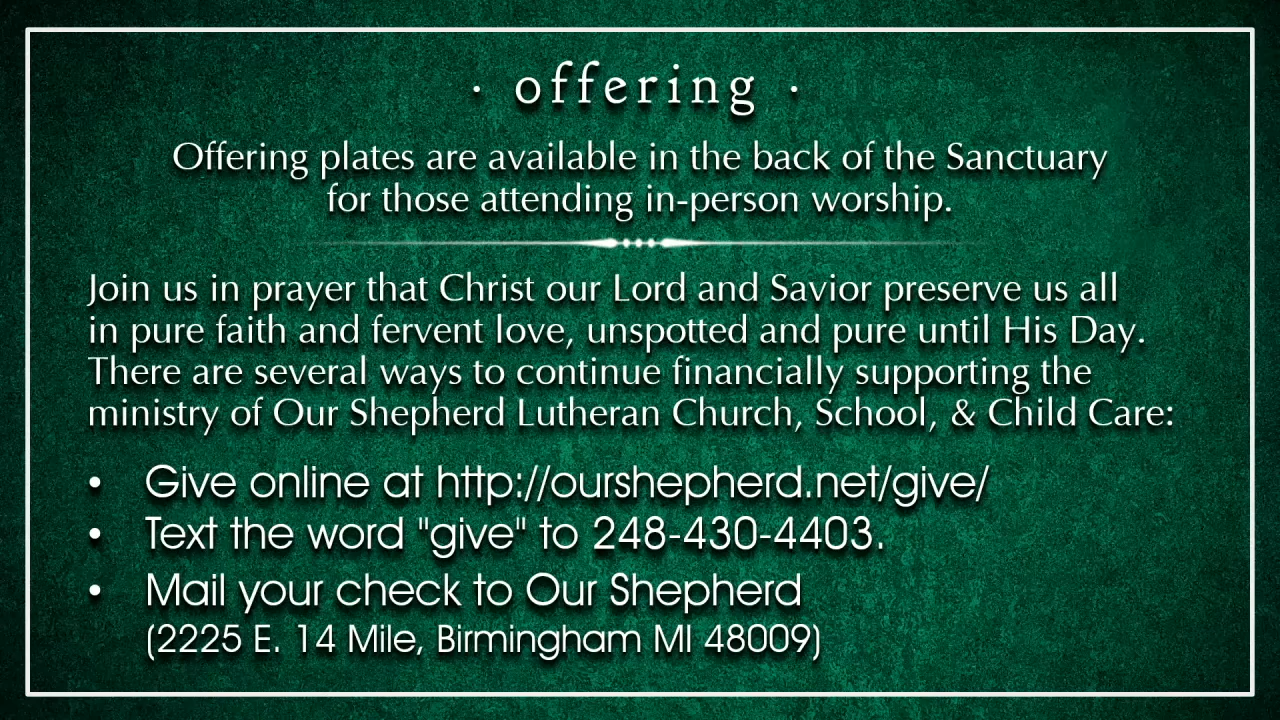 · offering ·
Offering plates are available in the back of the Sanctuary
for those attending in-person worship.
Join us in prayer that Christ our Lord and Savior preserve us all
in pure faith and fervent love, unspotted and pure until His Day.
There are several ways to continue financially supporting the
ministry of Our Shepherd Lutheran Church, School, & Child Care:
• Give online at http://ourshepherd.net/give/
• Text the word "give" to 248-430-4403.
• Mail your check to Our Shepherd
(2225 E. 14 Mile, Birmingham MI 48009)